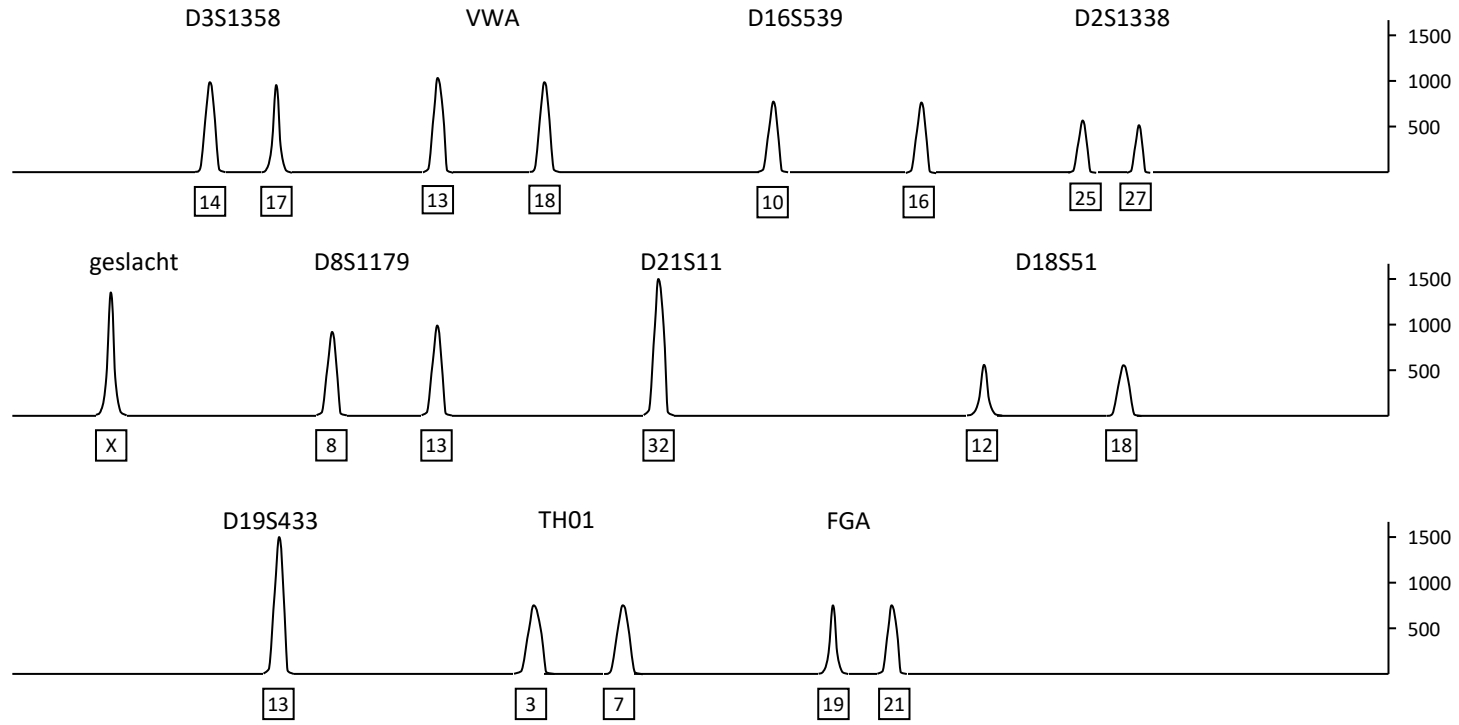 D3S1358 VWA D16S539 D2S1338
1500
1000
500
14 17 13 18 10 16 25 27
geslacht D8S1179 D21S11 D18S51
1500
1000
500
X 8 13 32 12 18
D19S433 TH01 FGA
1500
1000
500
13 3 7 19 21